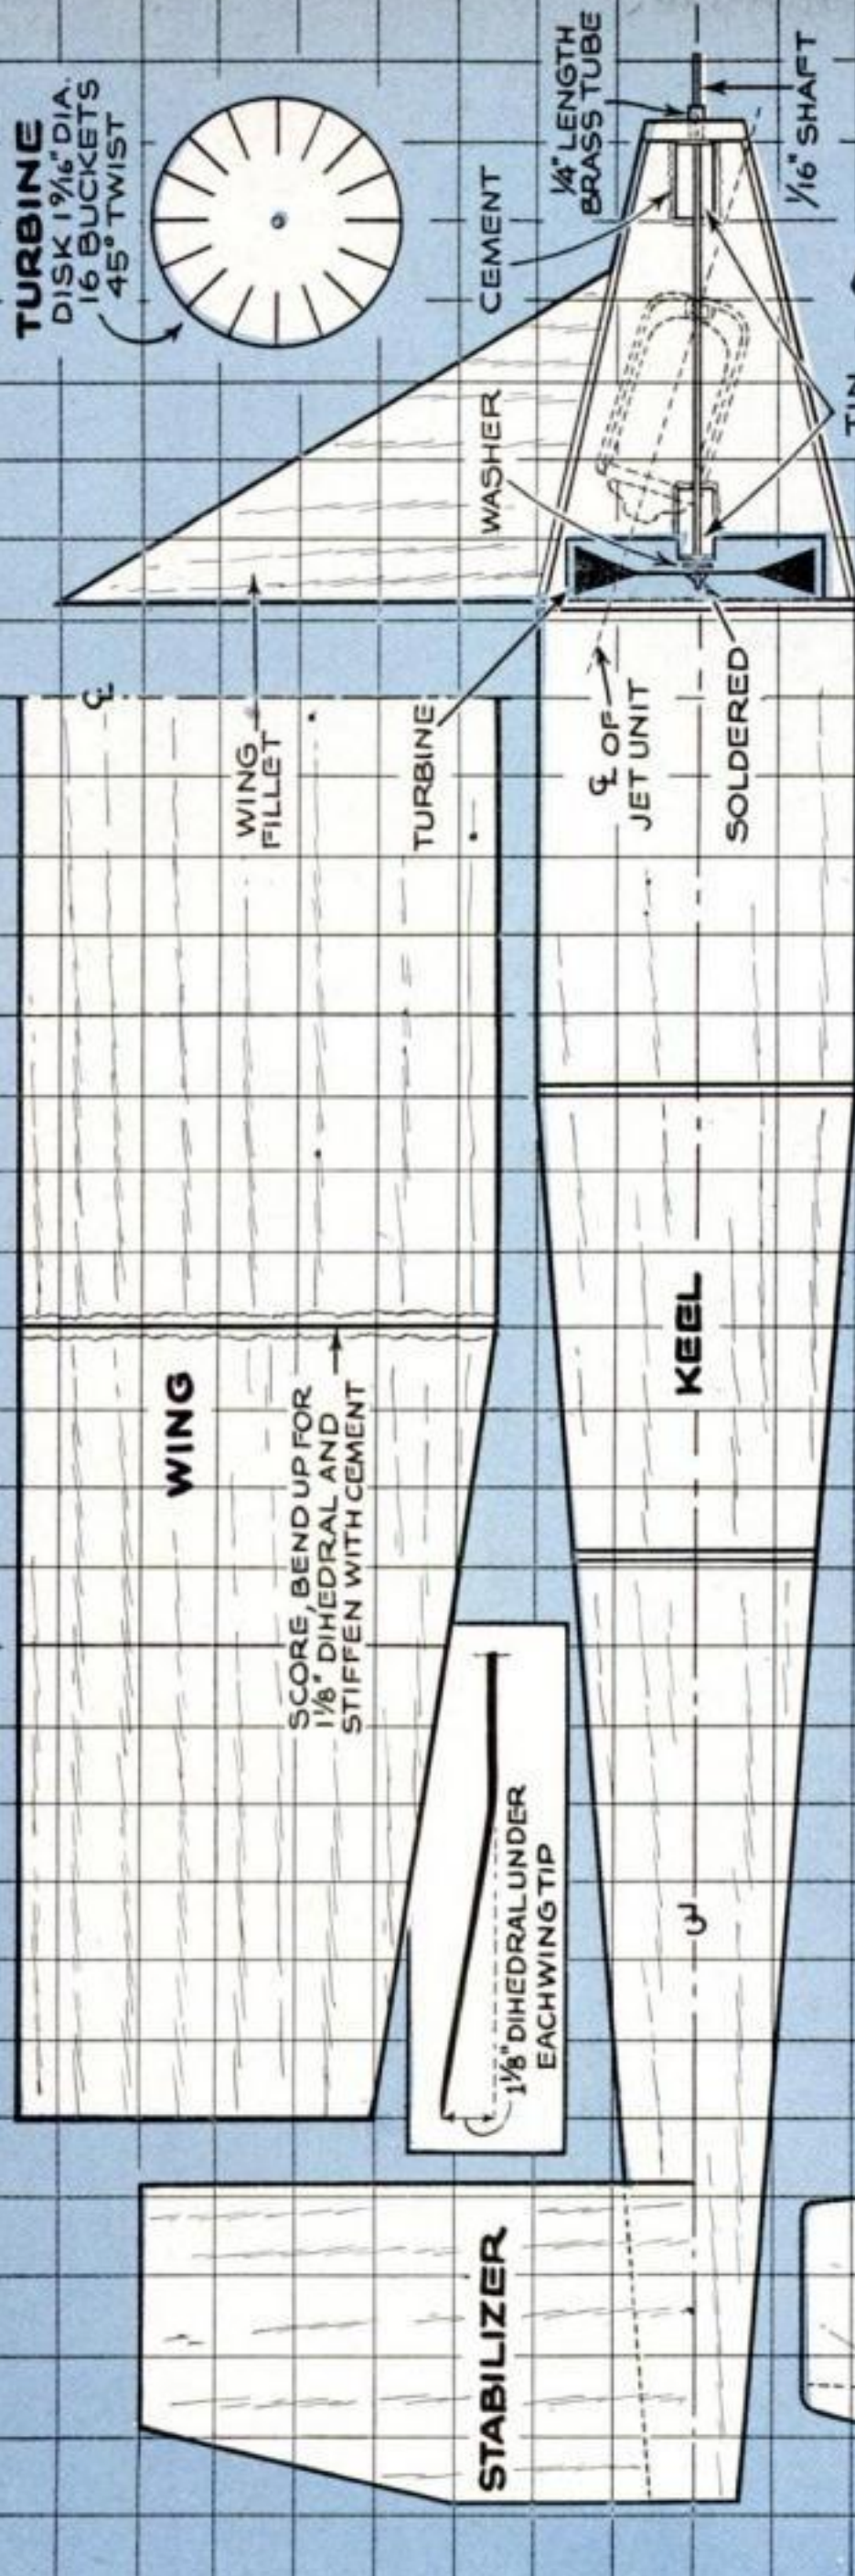 TURBINE
DISK 1 9/16" DIA.
16 BUCKETS
45° TWIST
CEMENT
1/4" LENGTH
BRASS TUBE
1/16" SHAFT
WASHER
TIN
WING
FILLET
TURBINE
℄ OF
JET UNIT
SOLDERED
℄
WING
SCORE, BEND UP FOR
1 1/8" DIHEDRAL AND
STIFFEN WITH CEMENT
KEEL
1 1/8" DIHEDRAL UNDER
EACH WING TIP
℄
STABILIZER